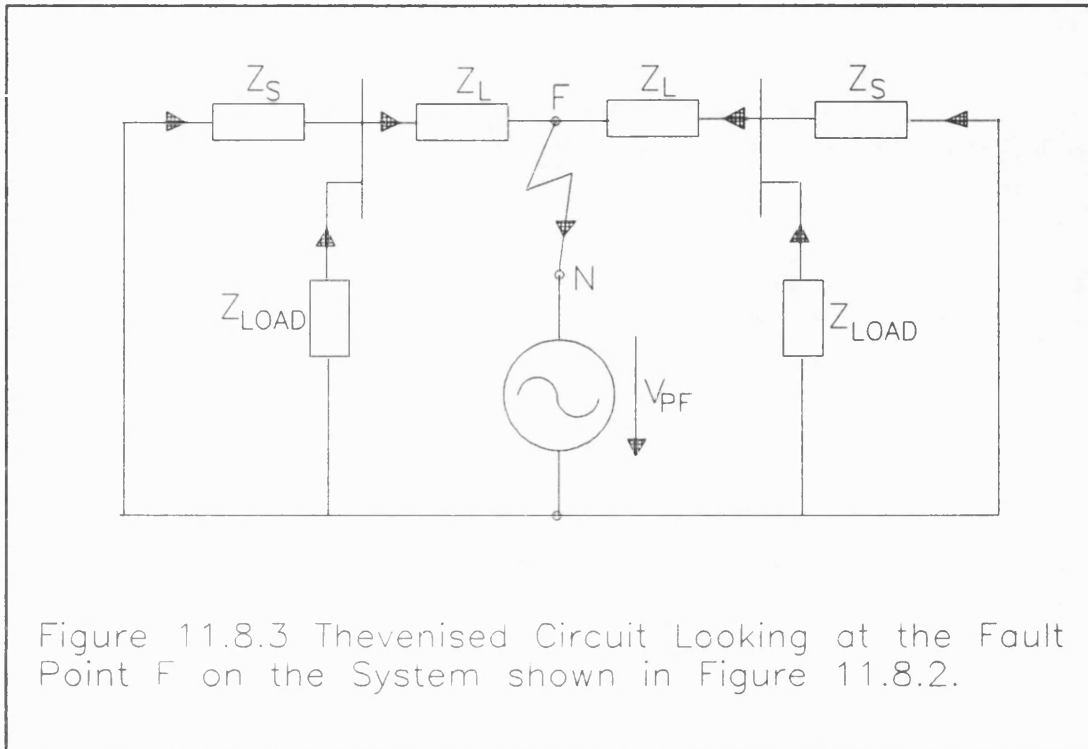 Z_S
Z_L
F
Z_L
Z_S
N
Z_LOAD
Z_LOAD
V_PF
Figure 11.8.3 Thevenised Circuit Looking at the Fault
Point F on the System shown in Figure 11.8.2.